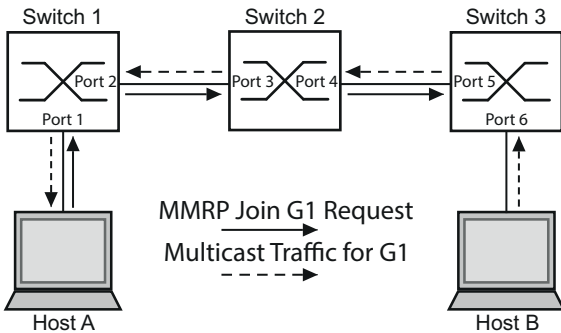 Switch 1
Switch 2
Switch 3
Port 2
Port 3
Port 4
Port 5
Port 1
Port 6
MMRP Join G1 Request
Multicast Traffic for G1
Host A
Host B